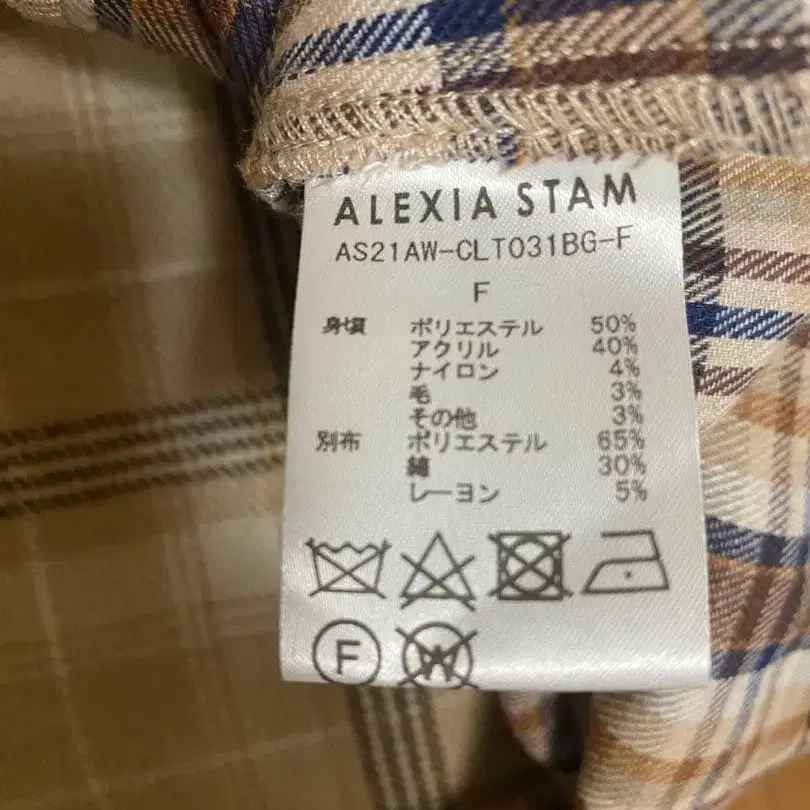 ALEXIA STAM
AS21AW-CLT031BG-F
F
身頃 ポリエステル 50%
アクリル 40%
ナイロン 4%
毛 3%
その他 3%
別布 ポリエステル 65%
綿 30%
レーヨン 5%
F W